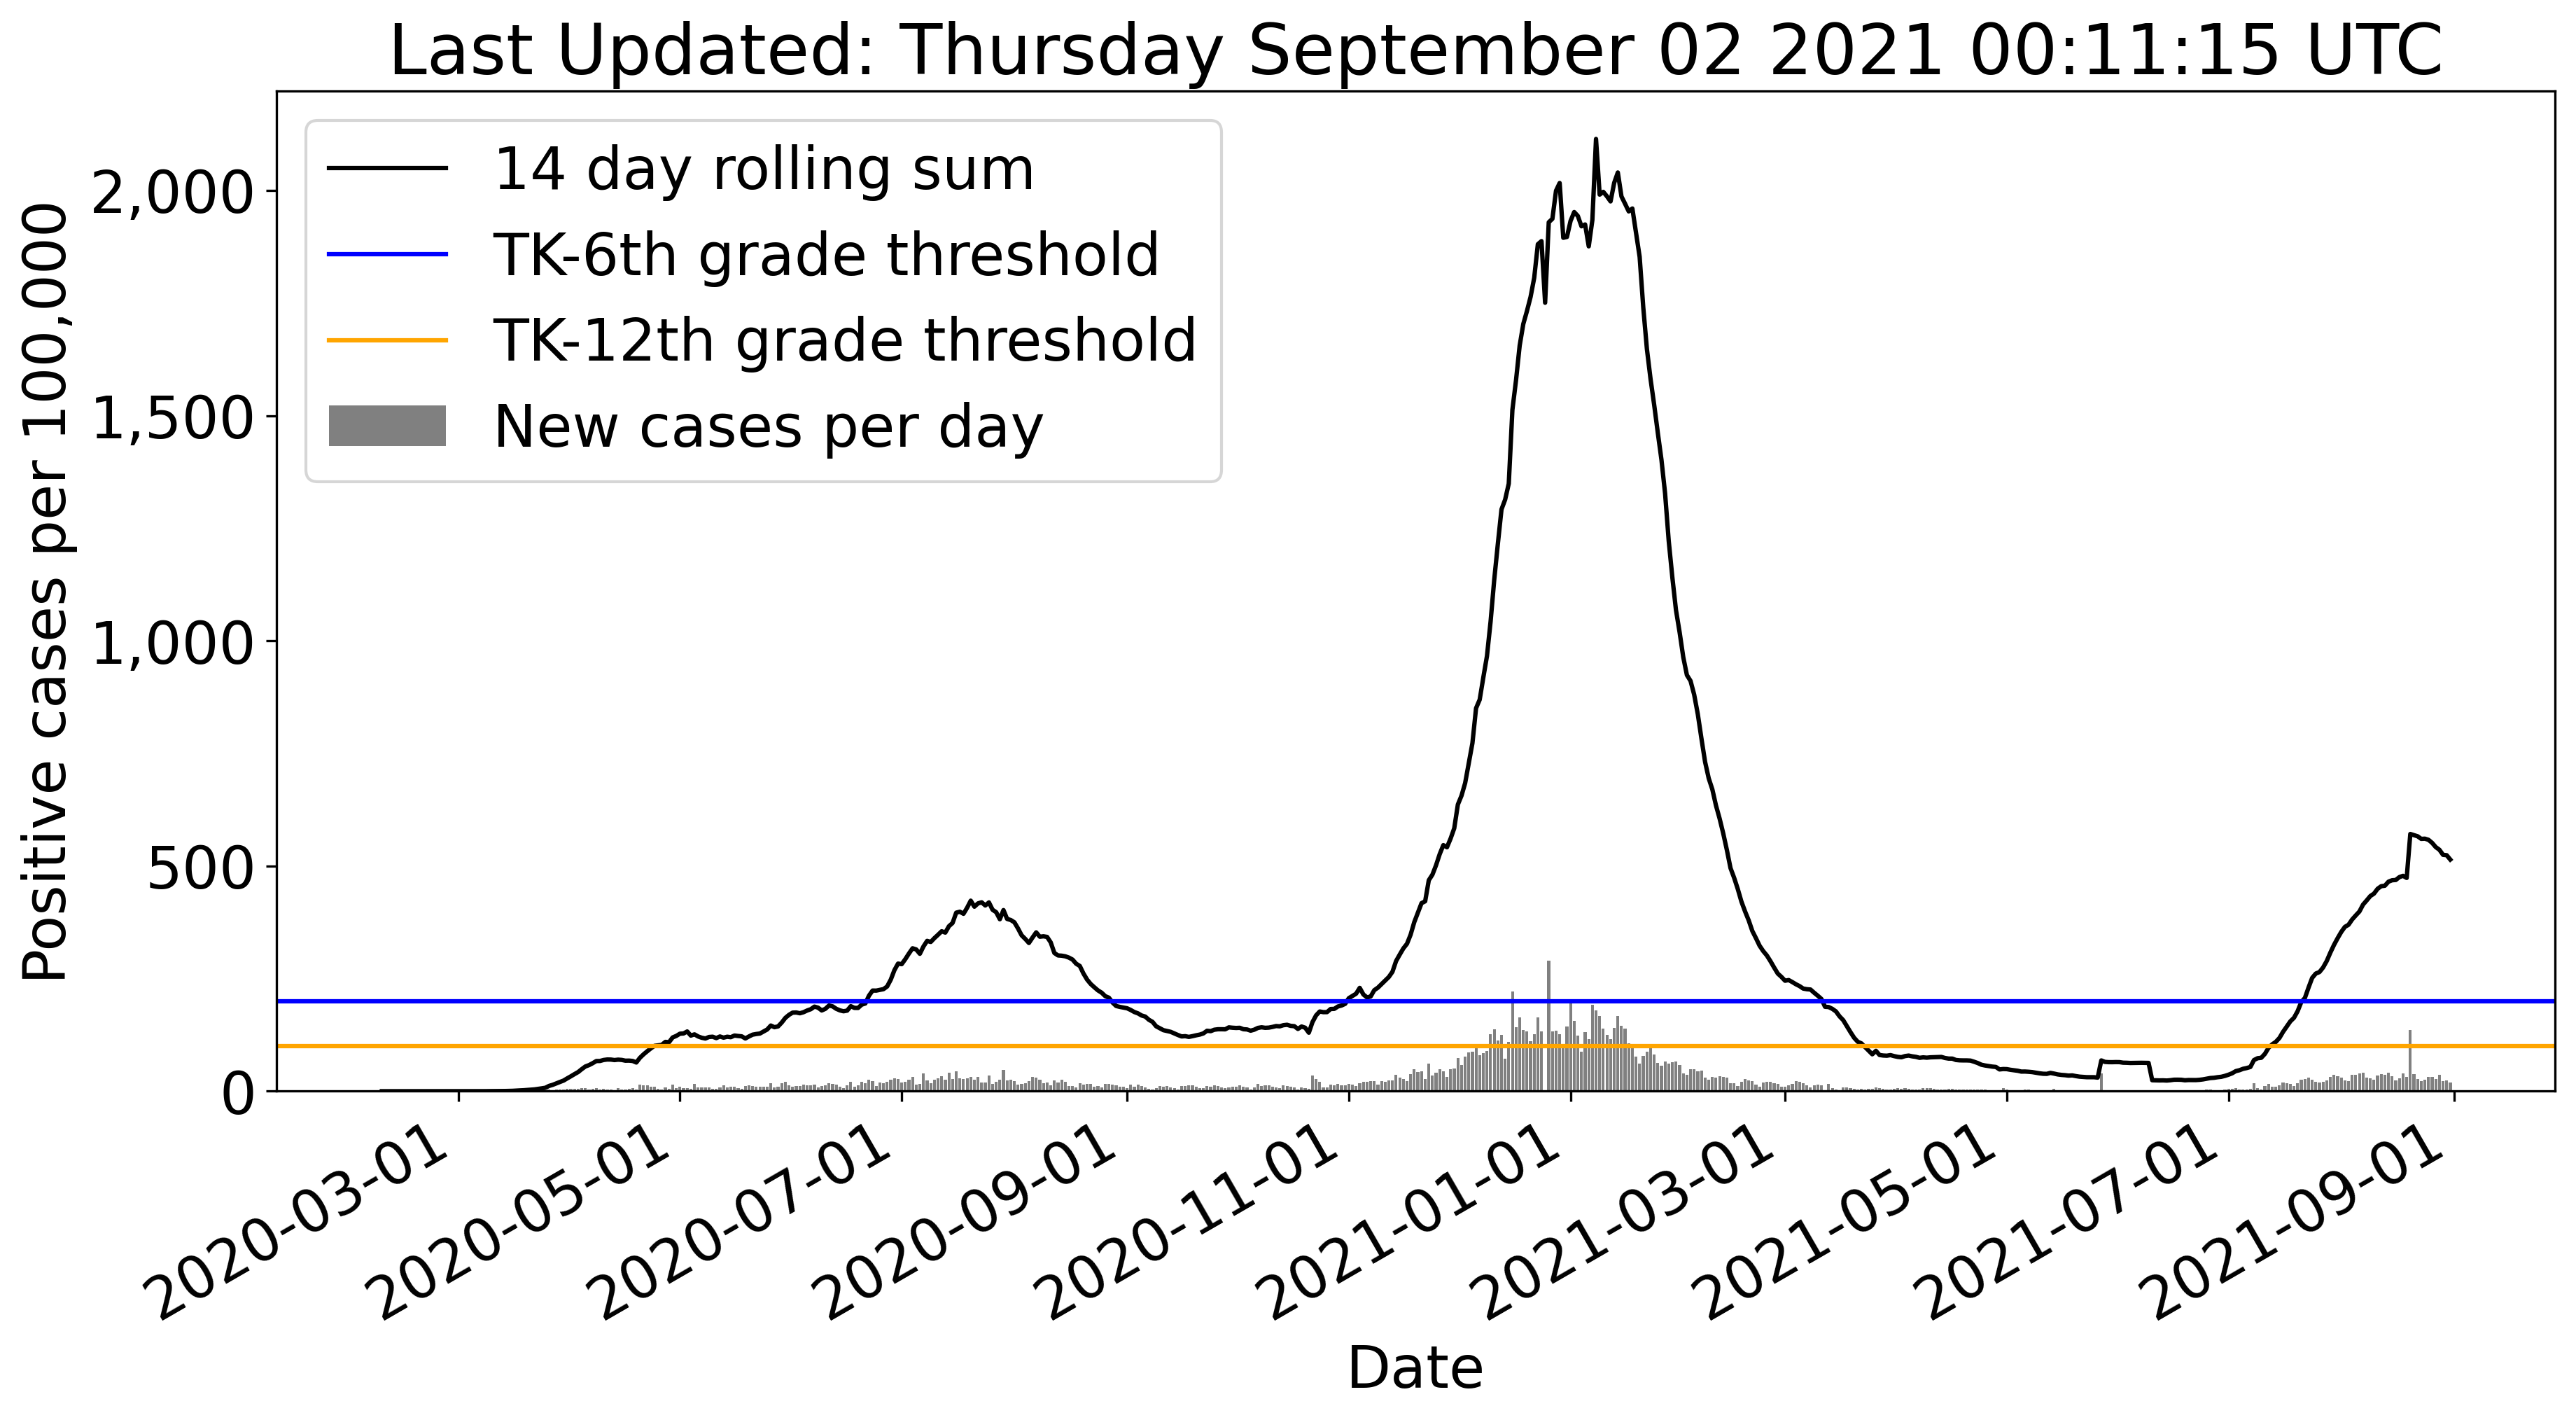 Last Updated: Thursday September 02 2021 00:11:15 UTC
14 day rolling sum
TK-6th grade threshold
TK-12th grade threshold
New cases per day
Positive cases per 100,000
2,000
1,500
1,000
500
0
2020-03-01
2020-05-01
2020-07-01
2020-09-01
2020-11-01
2021-01-01
2021-03-01
2021-05-01
2021-07-01
2021-09-01
Date